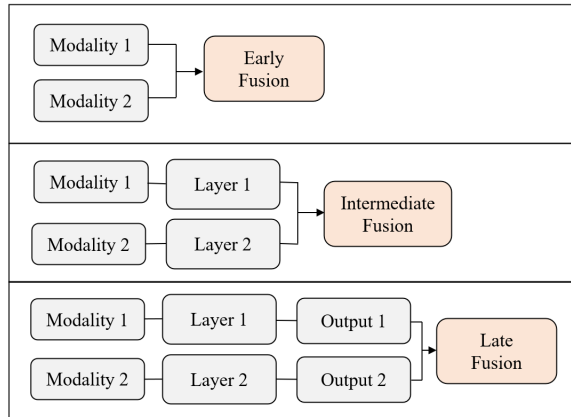 Modality 1
Modality 2
Early
Fusion
Modality 1
Layer 1
Modality 2
Layer 2
Intermediate
Fusion
Modality 1
Layer 1
Output 1
Modality 2
Layer 2
Output 2
Late
Fusion